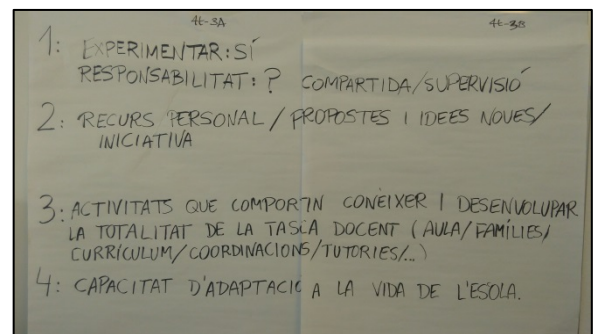 4t-3A 4t-3B
1: EXPERIMENTAR: SÍ
RESPONSABILITAT: ? COMPARTIDA/SUPERVISIÓ
2: RECURS PERSONAL / PROPOSTES I IDEES NOVES/
INICIATIVA
3: ACTIVITATS QUE COMPORTIN CONÈIXER I DESENVOLUPAR
LA TOTALITAT DE LA TASCA DOCENT (AULA/FAMÍLIES/
CURRÍCULUM/COORDINACIONS/TUTORIES/...)
4: CAPACITAT D'ADAPTACIÓ A LA VIDA DE L'ESOLA.